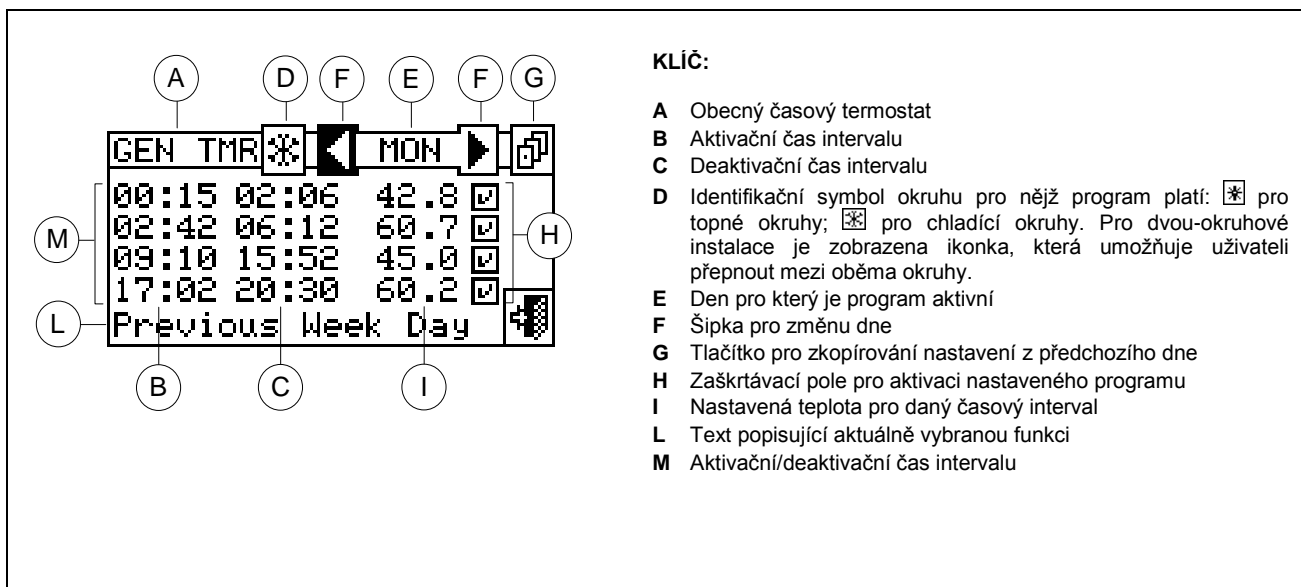 A D F E F G
GEN TMR MON
00:15 02:06 42.8
02:42 06:12 60.7
09:10 15:52 45.0
17:02 20:30 60.2
Previous Week Day
M
H
L
B C I
KLÍČ:
A Obecný časový termostat
B Aktivační čas intervalu
C Deaktivační čas intervalu
D Identifikační symbol okruhu pro nějž program platí: pro
topné okruhy; pro chladící okruhy. Pro dvou-okruhové
instalace je zobrazena ikonka, která umožňuje uživateli
přepnout mezi oběma okruhy.
E Den pro který je program aktivní
F Šipka pro změnu dne
G Tlačítko pro zkopírování nastavení z předchozího dne
H Zaškrtávací pole pro aktivaci nastaveného programu
I Nastavená teplota pro daný časový interval
L Text popisující aktuálně vybranou funkci
M Aktivační/deaktivační čas intervalu